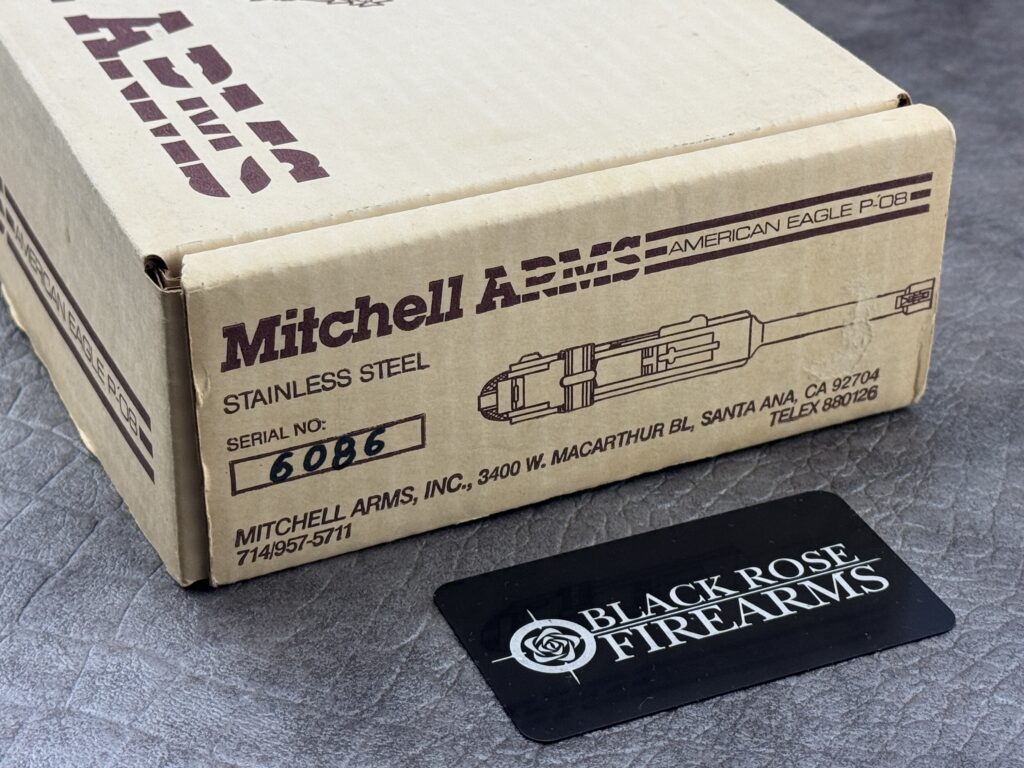 ARMS
AMERICAN EAGLE P-'08
Mitchell ARMS
AMERICAN EAGLE P-'08
STAINLESS STEEL
SERIAL NO:
6086
MITCHELL ARMS, INC., 3400 W. MACARTHUR BL, SANTA ANA, CA 92704
714/957-5711
TELEX 880126
BLACK ROSE
FIREARMS